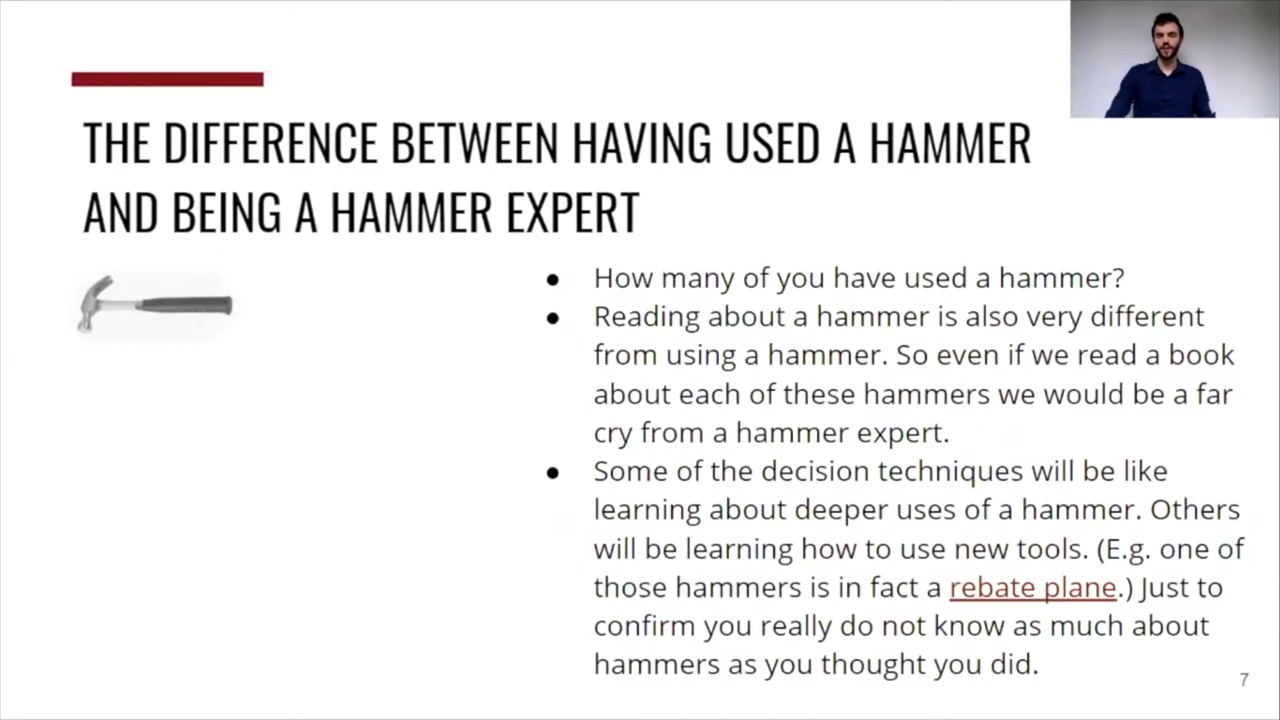 THE DIFFERENCE BETWEEN HAVING USED A HAMMER
AND BEING A HAMMER EXPERT
● How many of you have used a hammer?
● Reading about a hammer is also very different
from using a hammer. So even if we read a book
about each of these hammers we would be a far
cry from a hammer expert.
● Some of the decision techniques will be like
learning about deeper uses of a hammer. Others
will be learning how to use new tools. (E.g. one of
those hammers is in fact a rebate plane.) Just to
confirm you really do not know as much about
hammers as you thought you did.
7